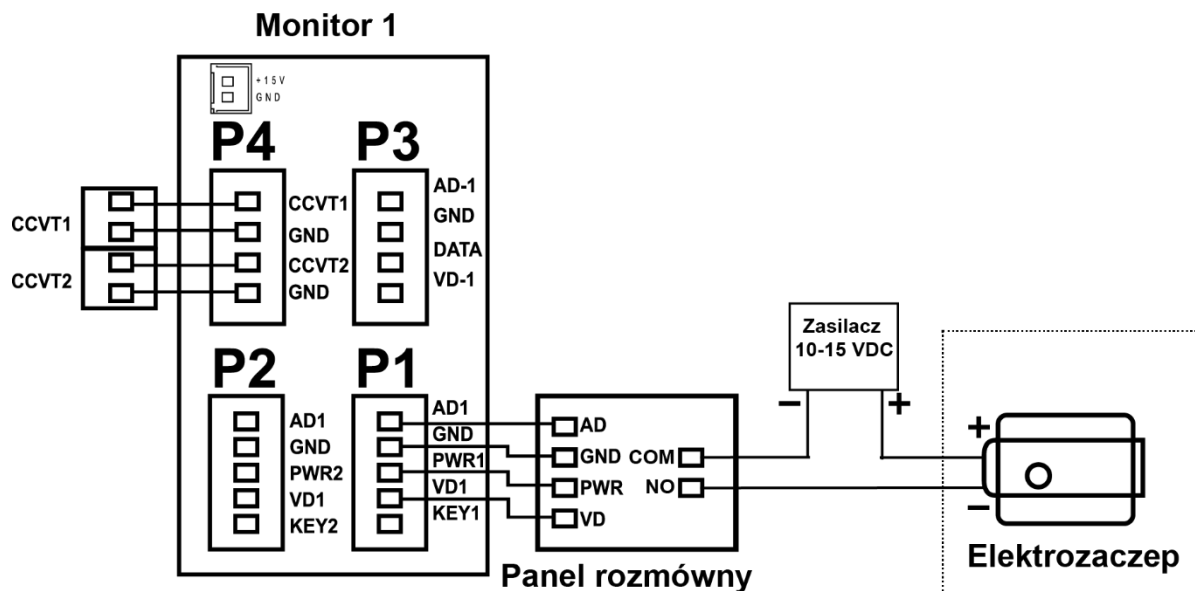 Monitor 1
+15V
GND
P4
P3
CCVT1
CCVT2
CCVT1
GND
CCVT2
GND
AD-1
GND
DATA
VD-1
P2
P1
AD1
GND
PWR2
VD1
KEY2
AD1
GND
PWR1
VD1
KEY1
AD
GND
PWR
VD
COM
NO
Panel rozmówny
Zasilacz
10-15 VDC
–
+
+
–
Elektrozaczep